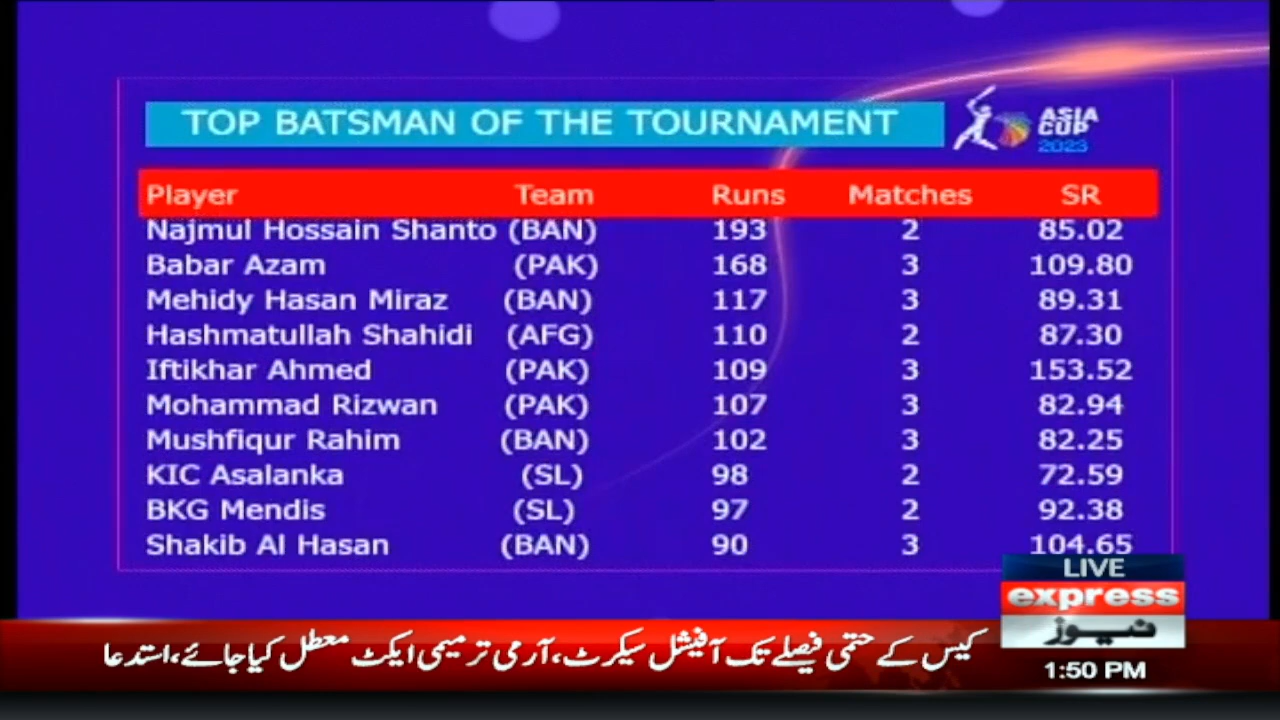 TOP BATSMAN OF THE TOURNAMENT
ASIA
CUP
2023
Player Team Runs Matches SR
Najmul Hossain Shanto (BAN) 193 2 85.02
Babar Azam (PAK) 168 3 109.80
Mehidy Hasan Miraz (BAN) 117 3 89.31
Hashmatullah Shahidi (AFG) 110 2 87.30
Iftikhar Ahmed (PAK) 109 3 153.52
Mohammad Rizwan (PAK) 107 3 82.94
Mushfiqur Rahim (BAN) 102 3 82.25
KIC Asalanka (SL) 98 2 72.59
BKG Mendis (SL) 97 2 92.38
Shakib Al Hasan (BAN) 90 3 104.65
LIVE
express
نیوز
کیس کے حتمی فیصلے تک آفیشل سیکرٹ،آرمی ترمیمی ایکٹ معطل کیا جائے،استدعا
1:50 PM